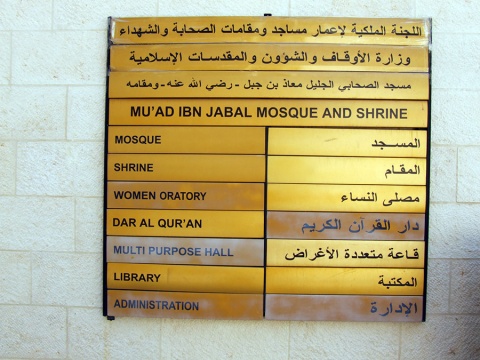 اللجنة الملكية لإعمار مساجد ومقامات الصحابة والشهداء
وزارة الأوقاف والشؤون والمقدسات الإسلامية
مسجد الصحابي الجليل معاذ بن جبل - رضي الله عنه - ومقامه
MU'AD IBN JABAL MOSQUE AND SHRINE
MOSQUE المسجد
SHRINE المقام
WOMEN ORATORY مصلى النساء
DAR AL QUR'AN دار القرآن الكريم
MULTI PURPOSE HALL قاعة متعددة الأغراض
LIBRARY المكتبة
ADMINISTRATION الإدارة